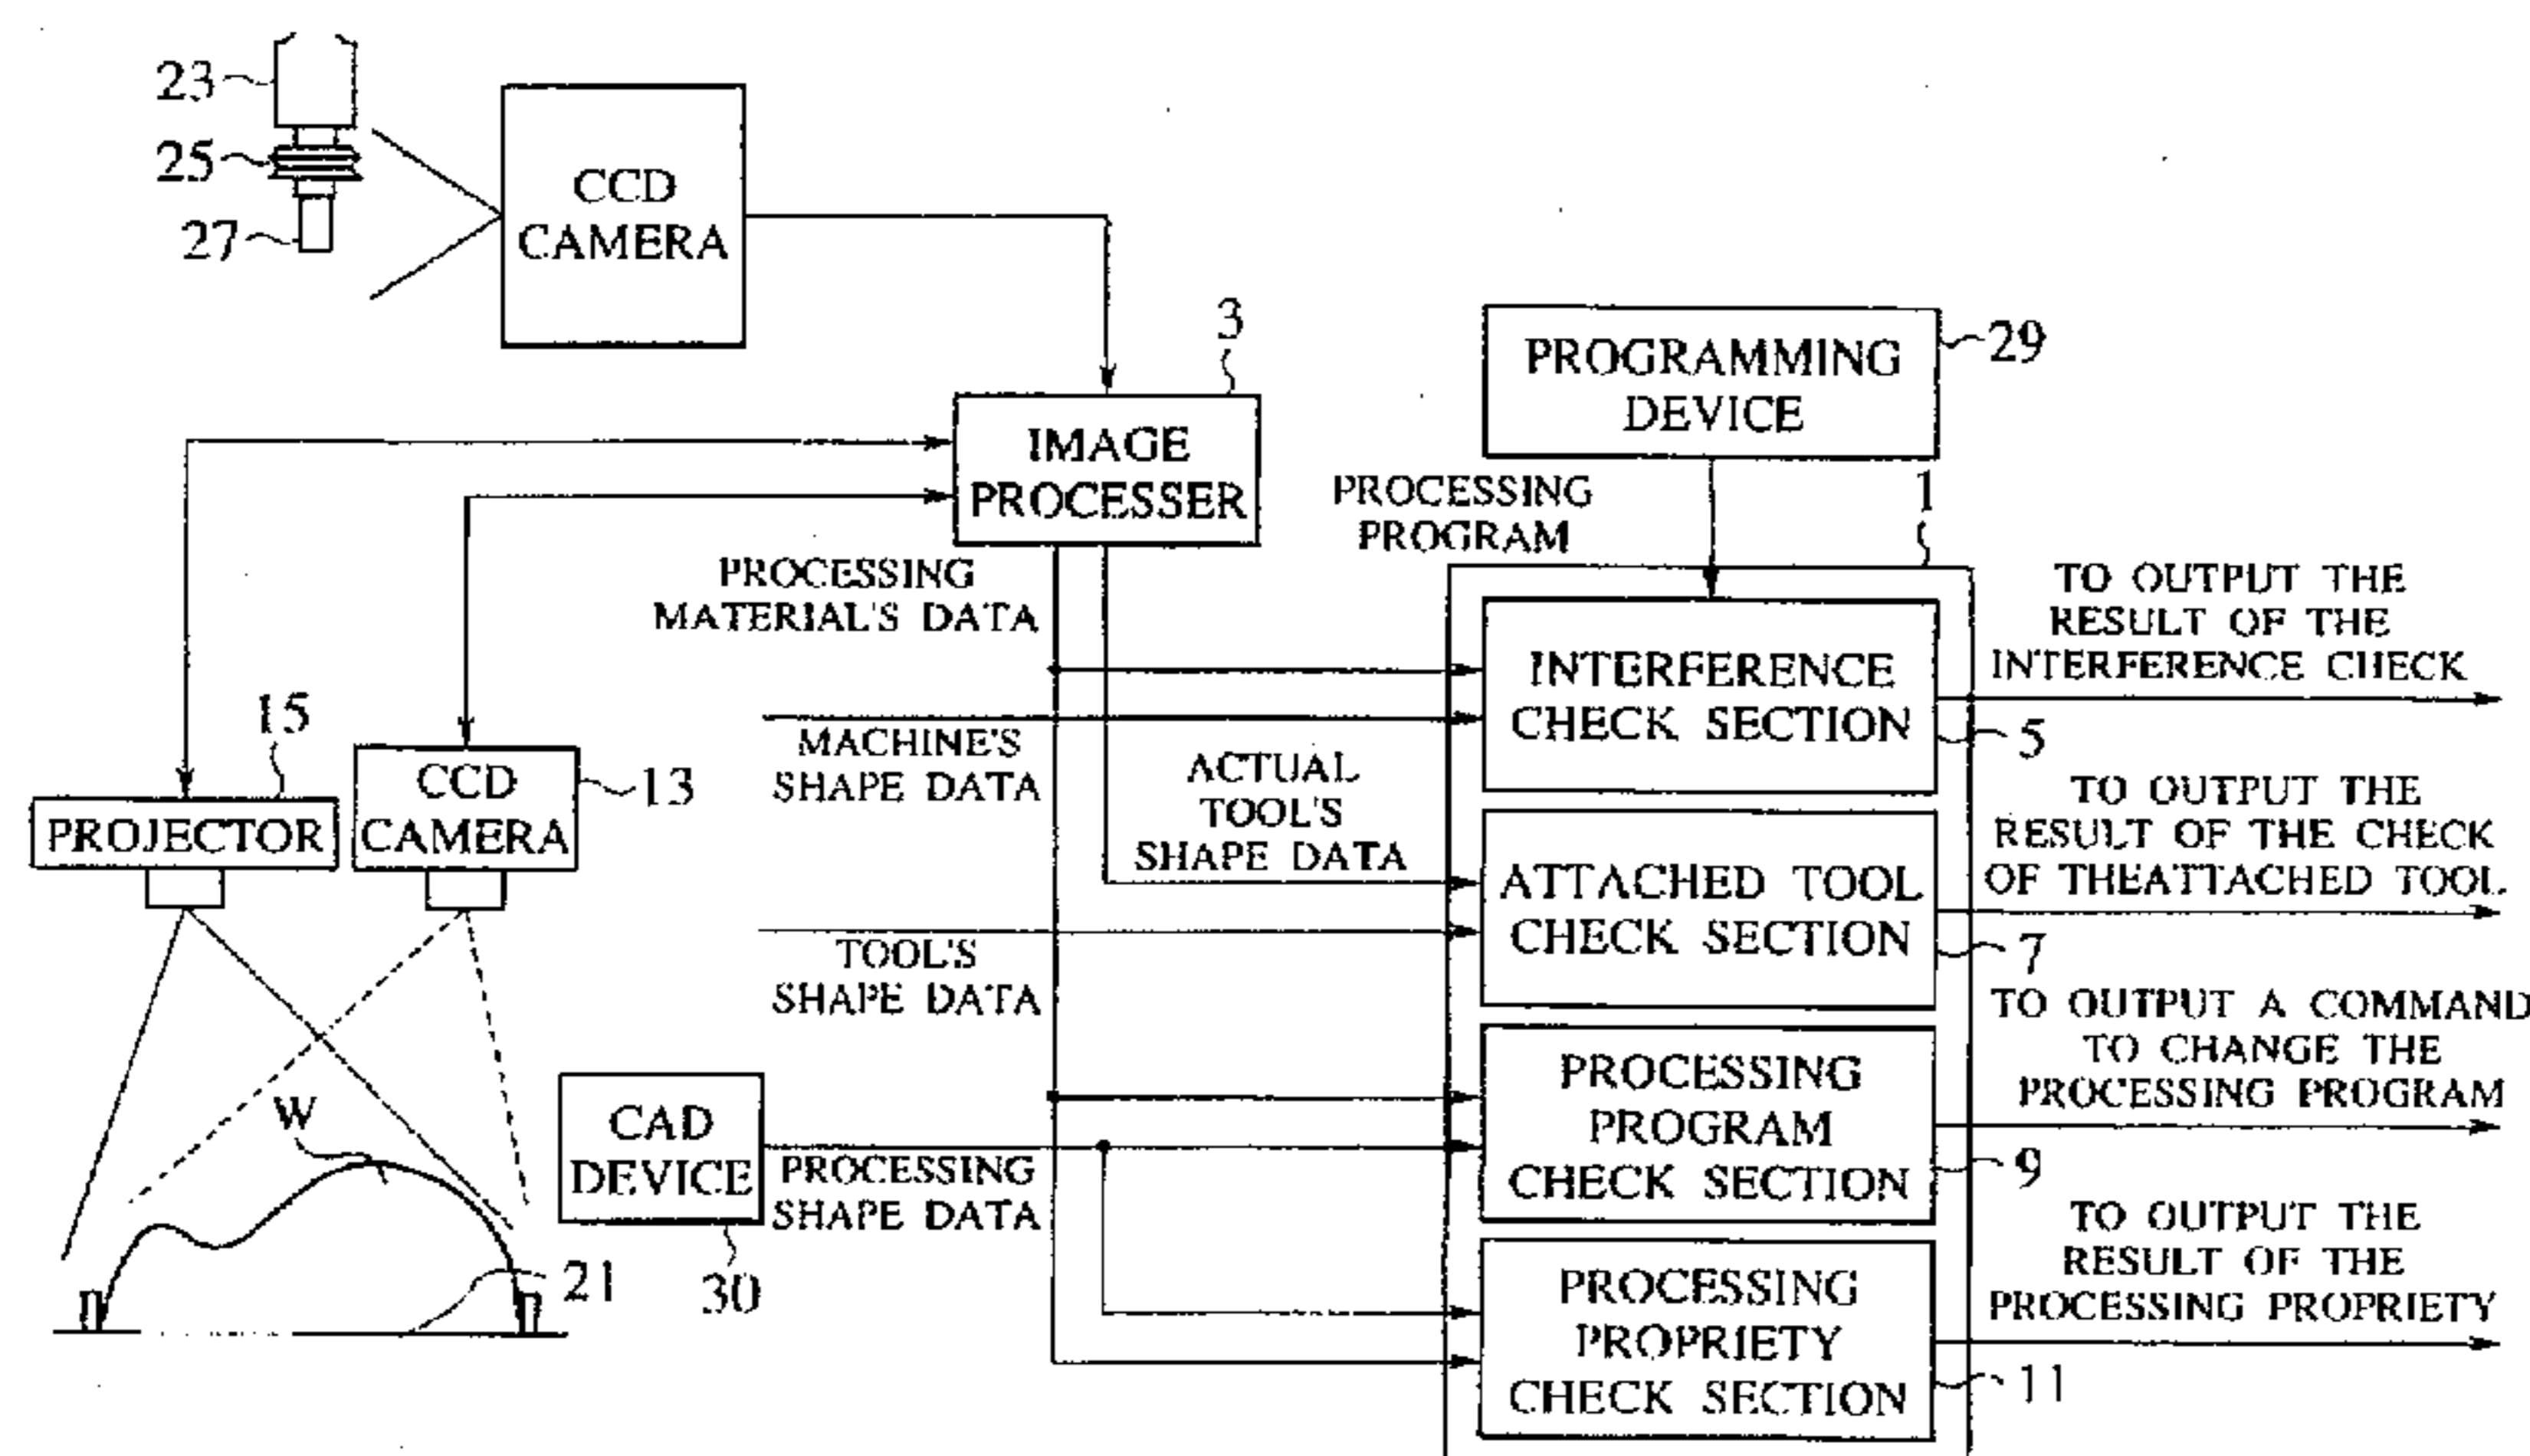 23
25
27
CCD
CAMERA
3
IMAGE
PROCESSER
PROGRAMMING
DEVICE
29
PROCESSING
PROGRAM
1
PROCESSING
MATERIAL'S DATA
15
PROJECTOR
CCD
CAMERA
13
MACHINE'S
SHAPE DATA
ACTUAL
TOOL'S
SHAPE DATA
TOOL'S
SHAPE DATA
INTERFERENCE
CHECK SECTION
5
TO OUTPUT THE
RESULT OF THE
INTERFERENCE CHECK
ATTACHED TOOL
CHECK SECTION
7
TO OUTPUT THE
RESULT OF THE CHECK
OF THEATTACHED TOOL
W
21
CAD
DEVICE
30
PROCESSING
SHAPE DATA
PROCESSING
PROGRAM
CHECK SECTION
9
TO OUTPUT A COMMAND
TO CHANGE THE
PROCESSING PROGRAM
PROCESSING
PROPRIETY
CHECK SECTION
11
TO OUTPUT THE
RESULT OF THE
PROCESSING PROPRIETY